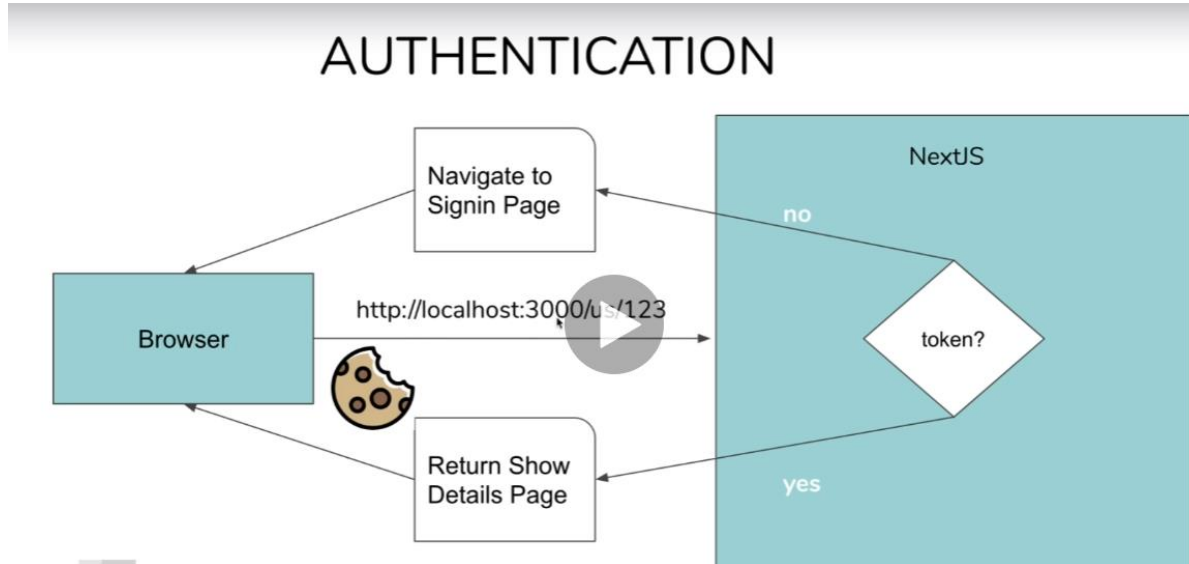 AUTHENTICATION
Navigate to
Signin Page
NextJS
no
http://localhost:3000/us/123
Browser
token?
Return Show
Details Page
yes